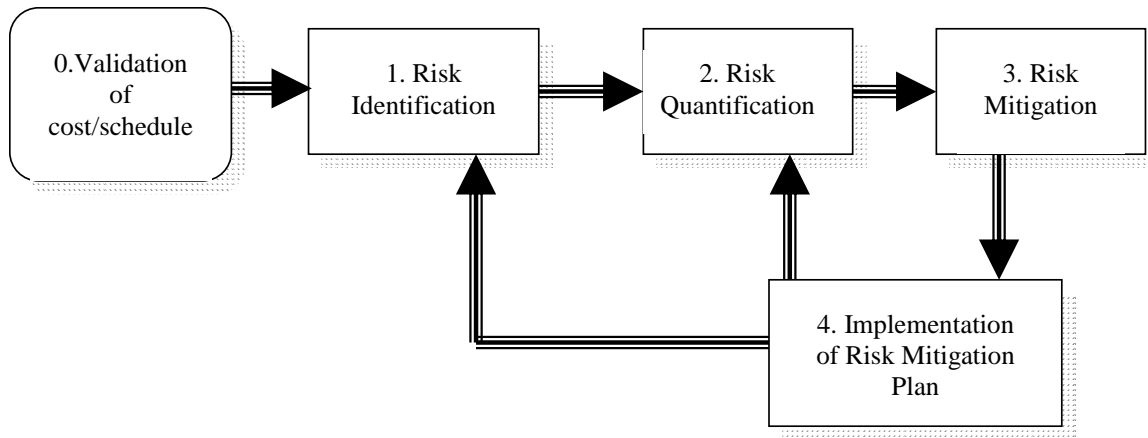 0.Validation
of
cost/schedule
1. Risk
Identification
2. Risk
Quantification
3. Risk
Mitigation
4. Implementation
of Risk Mitigation
Plan